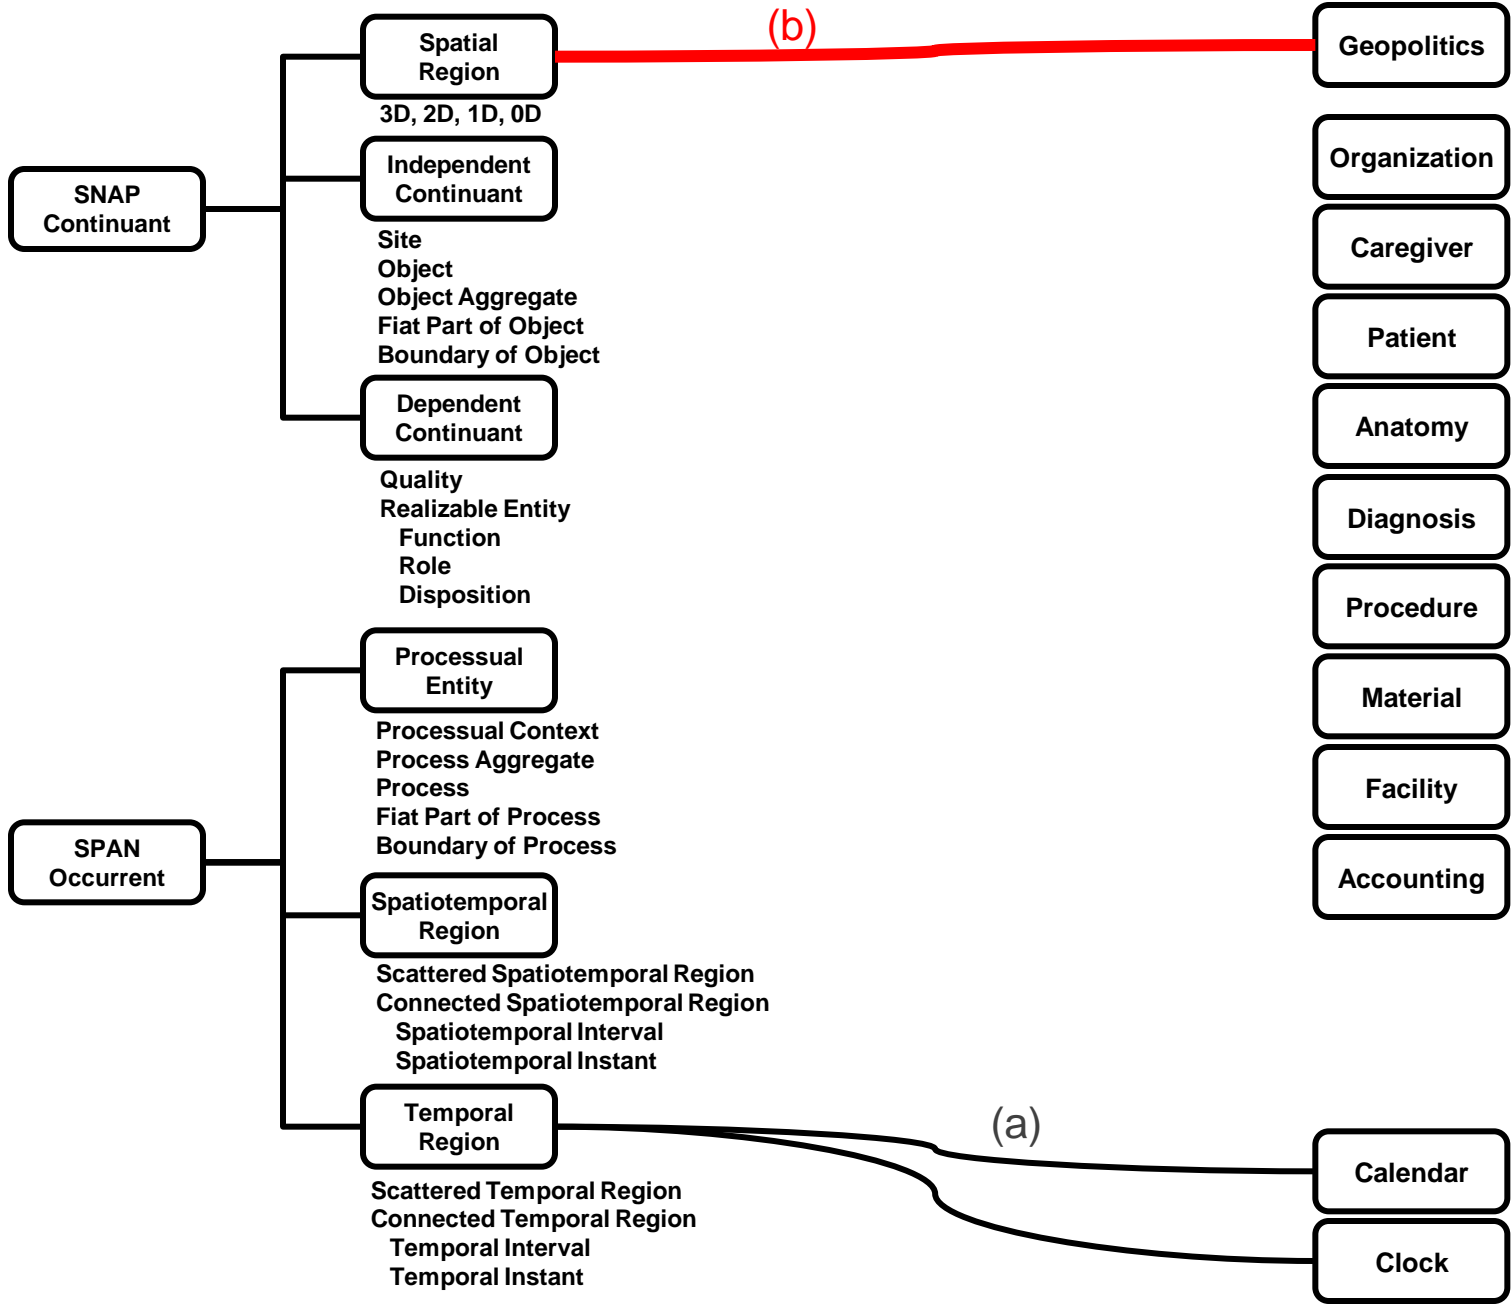 (b)
Spatial
Region
3D, 2D, 1D, 0D
Independent
Continuant
SNAP
Continuant
Site
Object
Object Aggregate
Fiat Part of Object
Boundary of Object
Dependent
Continuant
Quality
Realizable Entity
Function
Role
Disposition
Processual
Entity
Processual Context
Process Aggregate
Process
Fiat Part of Process
Boundary of Process
SPAN
Occurrent
Spatiotemporal
Region
Scattered Spatiotemporal Region
Connected Spatiotemporal Region
Spatiotemporal Interval
Spatiotemporal Instant
Temporal
Region
(a)
Scattered Temporal Region
Connected Temporal Region
Temporal Interval
Temporal Instant
Geopolitics
Organization
Caregiver
Patient
Anatomy
Diagnosis
Procedure
Material
Facility
Accounting
Calendar
Clock